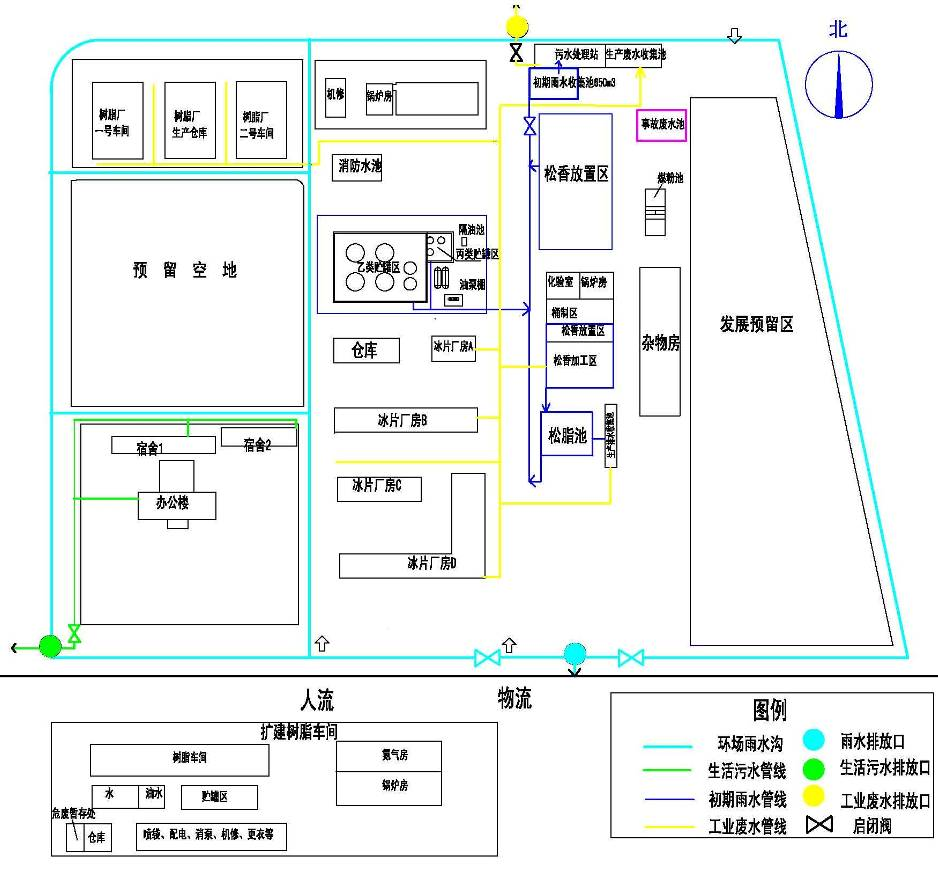 北
污水处理站
生产废水收集池
初期雨水收集池650m3
机修
锅炉房
树脂厂
一号车间
树脂厂
生产仓库
树脂厂
二号车间
事故废水池
消防水池
松香放置区
煤粉池
隔油池
丙类贮罐区
乙类贮罐区
油泵棚
预留空地
化验室
锅炉房
桶制区
松香放置区
松香加工区
发展预留区
杂物房
仓库
冰片厂房A
冰片厂房B
松脂池
宿舍1
宿舍2
办公楼
冰片厂房C
冰片厂房D
人流
物流
扩建树脂车间
树脂车间
氮气房
锅炉房
水
油水
贮罐区
危废暂存处
仓库
喷袋、配电、消泵、机修、更衣等
图例
环场雨水沟
雨水排放口
生活污水管线
生活污水排放口
初期雨水管线
工业废水排放口
工业废水管线
启闭阀